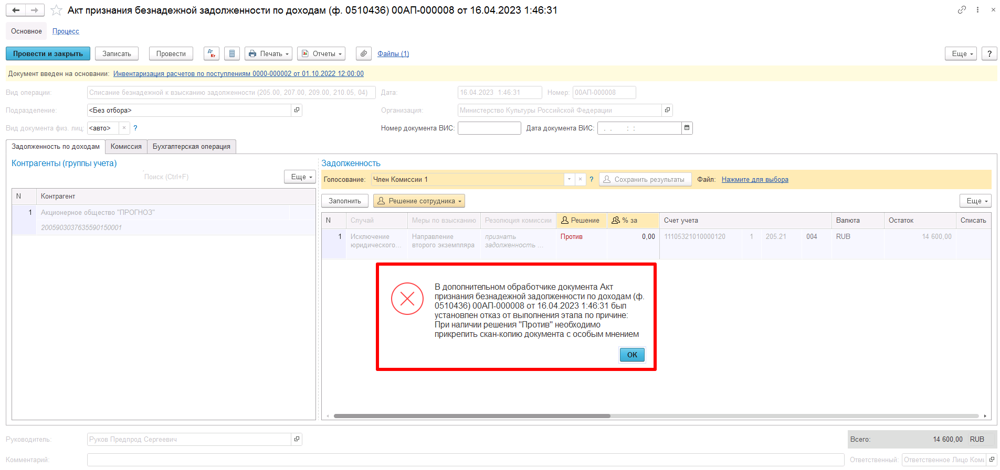 Акт признания безнадежной задолженности по доходам (ф. 0510436) 00АП-000008 от 16.04.2023 1:46:31
Основное Процесс
Провести и закрыть Записать Провести Дт Кт Печать Отчеты Файлы (1) Еще ?
Документ введен на основании: Инвентаризация расчетов по поступлениям 0000-000002 от 01.10.2022 12:00:00
Вид операции: Списание безнадежной к взысканию задолженности (205.00, 207.00, 209.00, 210.05, 04) Дата: 16.04.2023 1:46:31 Номер: 00АП-000008
Подразделение: <Без отбора> Организация: Министерство Культуры Российской Федерации
Вид документа физ. лиц: <авто> × ? Номер документа ВИС: Дата документа ВИС: . . : :
Задолженность по доходам Комиссия Бухгалтерская операция
Контрагенты (группы учета)
Поиск (Ctrl+F) Еще
N Контрагент
1 Акционерное общество "ПРОГНОЗ"
2005903037635590150001
Задолженность
Голосование: Член Комиссии 1 × ? Сохранить результаты Файл: Нажмите для выбора
Заполнить Решение сотрудника Еще
N Случай Меры по взысканию Резолюция комиссии Решение % за Счет учета Валюта Остаток Списать
1 Исключение Направление признать Против 0,00 11105321010000120 1 205.21 004 RUB 14 600,00
юридического... второго экземпляра задолженность ...
В дополнительном обработчике документа Акт
признания безнадежной задолженности по доходам (ф.
0510436) 00АП-000008 от 16.04.2023 1:46:31 был
установлен отказ от выполнения этапа по причине:
При наличии решения "Против" необходимо
прикрепить скан-копию документа с особым мнением
OK
Руководитель: Руков Предпрод Сергеевич Всего: 14 600,00 RUB
Комментарий: Ответственный: Ответственное Лицо Коми